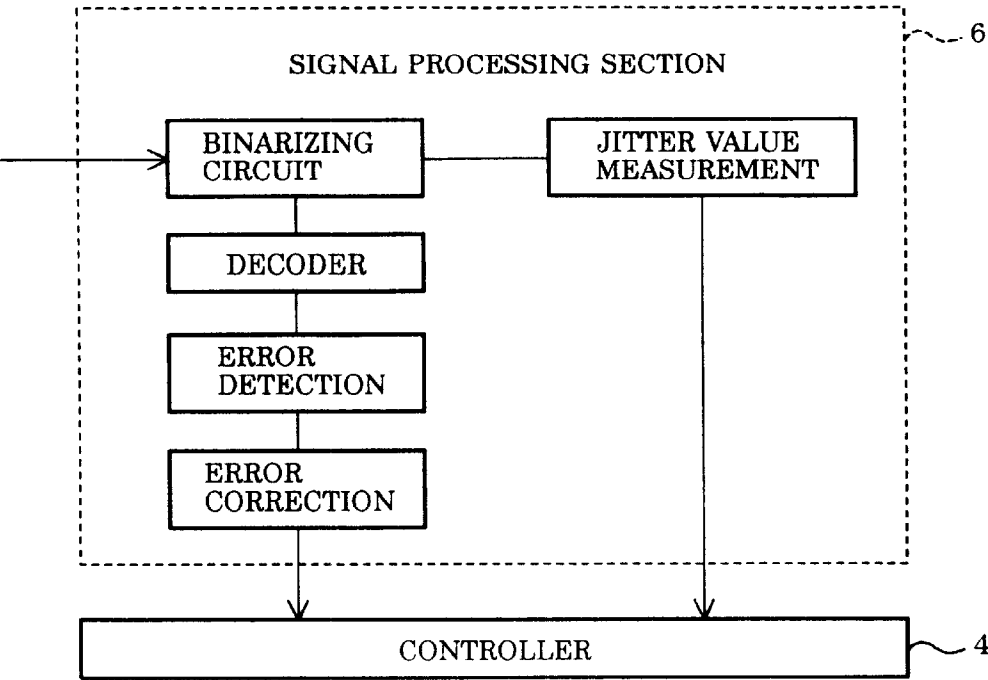 6
SIGNAL PROCESSING SECTION
BINARIZING
CIRCUIT
JITTER VALUE
MEASUREMENT
DECODER
ERROR
DETECTION
ERROR
CORRECTION
CONTROLLER
4